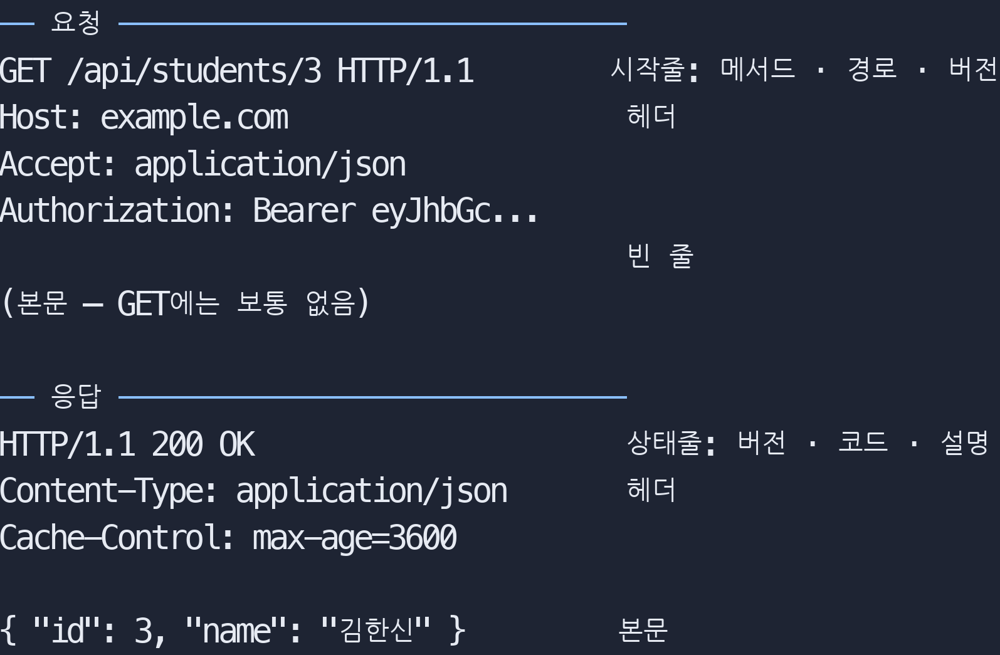 요청
GET /api/students/3 HTTP/1.1 시작줄: 메서드 · 경로 · 버전
Host: example.com 헤더
Accept: application/json
Authorization: Bearer eyJhbGc...
빈 줄
(본문 — GET에는 보통 없음)
응답
HTTP/1.1 200 OK 상태줄: 버전 · 코드 · 설명
Content-Type: application/json 헤더
Cache-Control: max-age=3600
{ "id": 3, "name": "김한신" } 본문